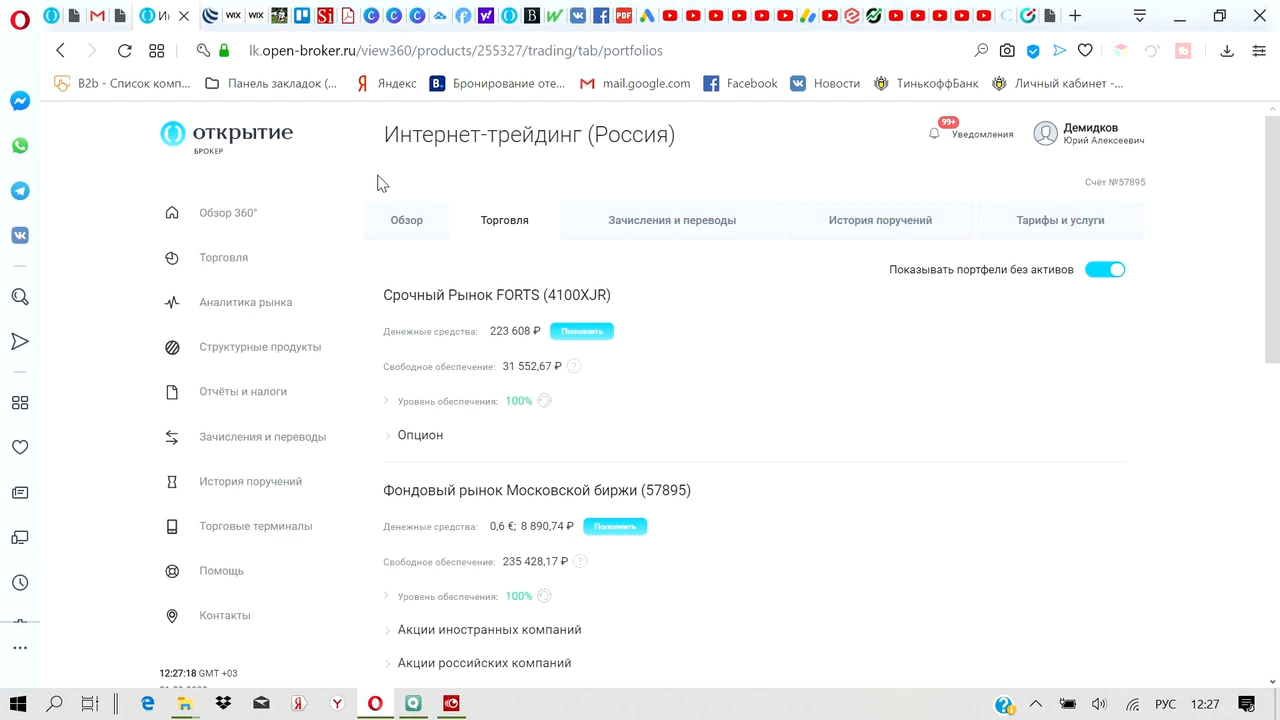 WIX WIX Si C C C B W PDF
lk.open-broker.ru/view360/products/255327/trading/tab/portfolios
B2b - Список комп...
Панель закладок (...
Яндекс
B. Бронирование оте...
mail.google.com
Facebook
Новости
ТинькоффБанк
Личный кабинет -...
открытие
БРОКЕР
Интернет-трейдинг (Россия)
99+
Уведомления
Демидков
Юрий Алексеевич
Счёт №57895
Обзор 360°
Торговля
Аналитика рынка
Структурные продукты
Отчёты и налоги
Зачисления и переводы
История поручений
Торговые терминалы
Помощь
Контакты
12:27:18 GMT +03
Обзор
Торговля
Зачисления и переводы
История поручений
Тарифы и услуги
Показывать портфели без активов
Срочный Рынок FORTS (4100XJR)
Денежные средства: 223 608 ₽ Пополнить
Свободное обеспечение: 31 552,67 ₽ ?
Уровень обеспечения: 100%
Опцион
Фондовый рынок Московской биржи (57895)
Денежные средства: 0,6 €; 8 890,74 ₽ Пополнить
Свободное обеспечение: 235 428,17 ₽ ?
Уровень обеспечения: 100%
Акции иностранных компаний
Акции российских компаний
РУС 12:27